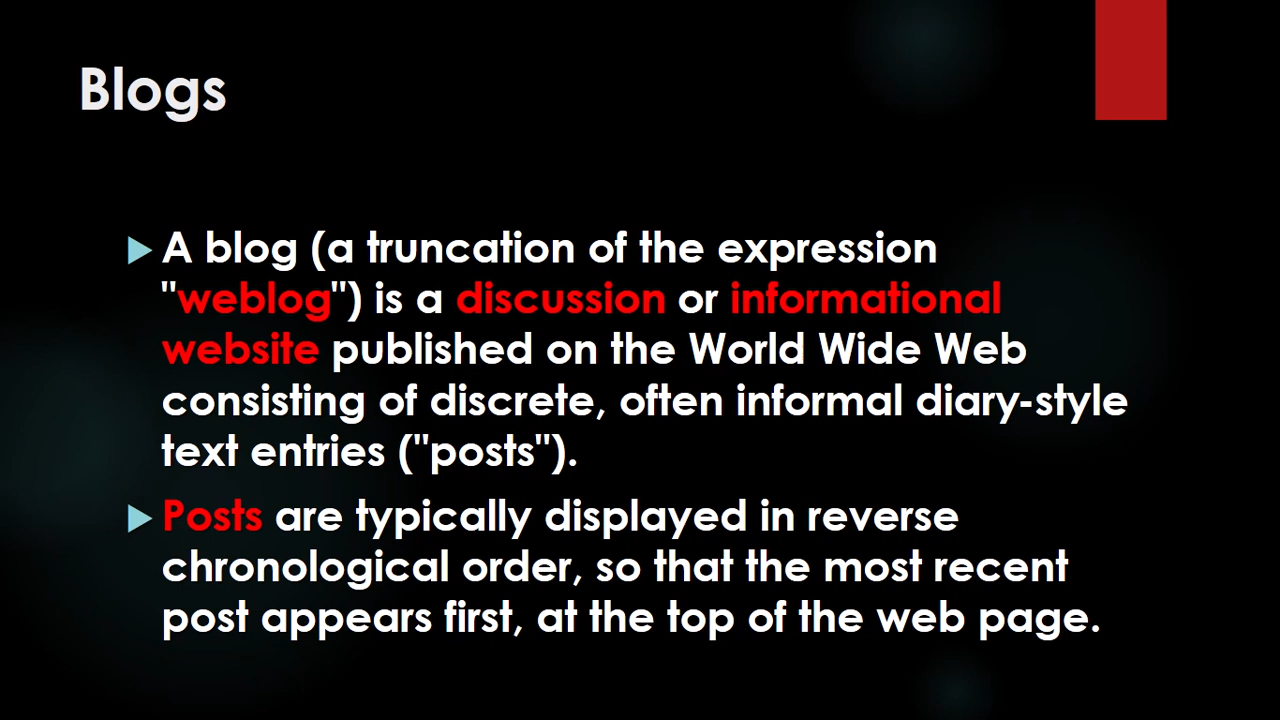 Blogs
A blog (a truncation of the expression
"weblog") is a discussion or informational
website published on the World Wide Web
consisting of discrete, often informal diary-style
text entries ("posts").
Posts are typically displayed in reverse
chronological order, so that the most recent
post appears first, at the top of the web page.